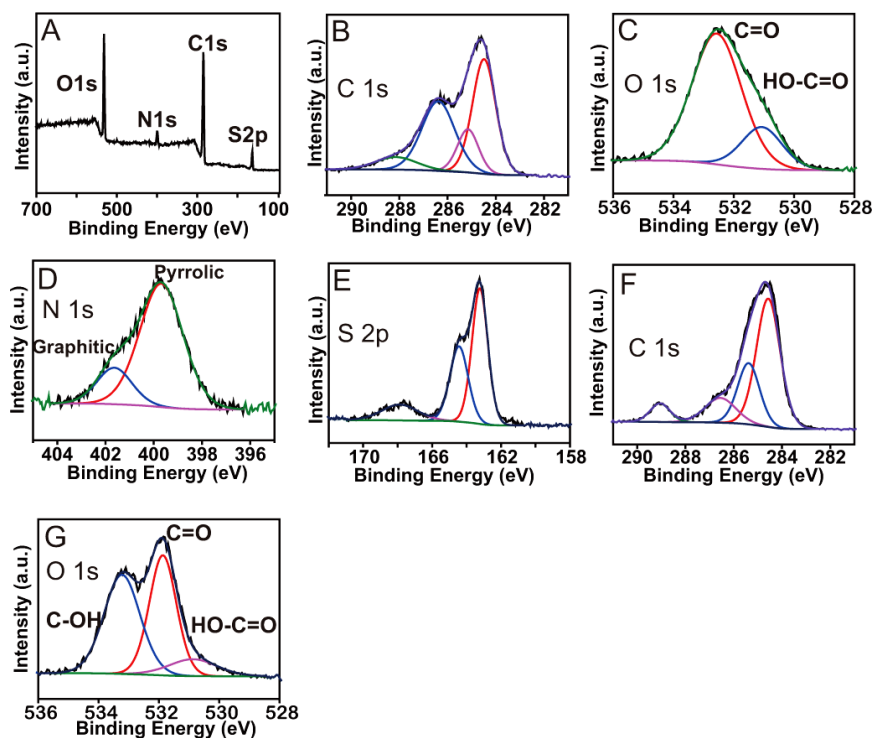 A
O1s
N1s
C1s
S2p
Intensity (a.u.)
700 500 300 100
Binding Energy (eV)
B
C 1s
Intensity (a.u.)
290 288 286 284 282
Binding Energy (eV)
C
C=O
O 1s
HO-C=O
Intensity (a.u.)
536 534 532 530 528
Binding Energy (eV)
D
Pyrrolic
N 1s
Graphitic
Intensity (a.u.)
404 402 400 398 396
Binding Energy (eV)
E
S 2p
Intensity (a.u.)
170 166 162 158
Binding Energy (eV)
F
C 1s
Intensity (a.u.)
290 288 286 284 282
Binding Energy (eV)
G
C=O
O 1s
C-OH
HO-C=O
Intensity (a.u.)
536 534 532 530 528
Binding Energy (eV)